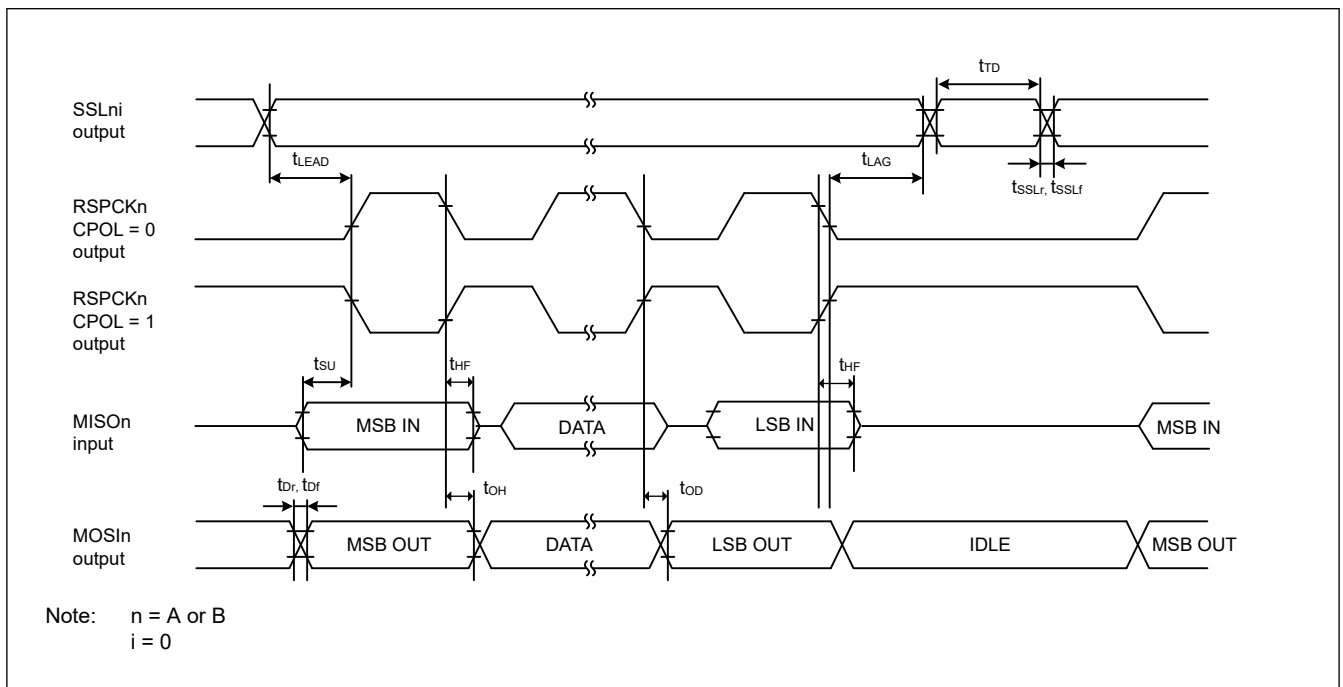 tTD
SSLni
output
tLEAD
tLAG
tSSLr, tSSLf
RSPCKn
CPOL = 0
output
RSPCKn
CPOL = 1
output
tSU
tHF
tHF
MISOn
input
MSB IN
DATA
LSB IN
MSB IN
tDr, tDf
tOH
tOD
MOSIn
output
MSB OUT
DATA
LSB OUT
IDLE
MSB OUT
Note: n = A or B
i = 0